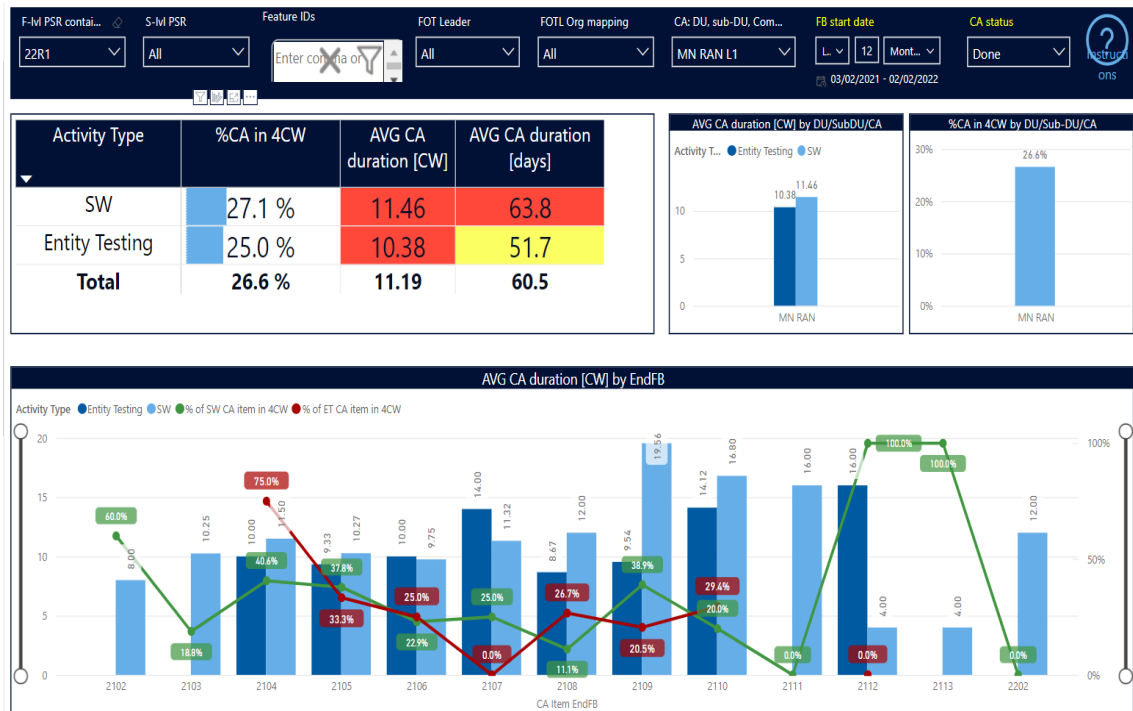 F-lvl PSR contai... S-lvl PSR Feature IDs FOT Leader FOTL Org mapping CA: DU, sub-DU, Com... FB start date CA status
22R1 All Enter com a or All All MN RAN L1 L.. 12 Mont... Done
? Instructi
ons
03/02/2021 - 02/02/2022
Activity Type %CA in 4CW AVG CA duration [CW] AVG CA duration [days]
SW 27.1 % 11.46 63.8
Entity Testing 25.0 % 10.38 51.7
Total 26.6 % 11.19 60.5
AVG CA duration [CW] by DU/SubDU/CA
Activity T... Entity Testing SW
10.38 11.46
10
5
0
MN RAN
%CA in 4CW by DU/Sub-DU/CA
30%
26.6%
20%
10%
0%
MN RAN
AVG CA duration [CW] by EndFB
Activity Type Entity Testing SW % of SW CA item in 4CW % of ET CA item in 4CW
20 19.56 100% 100.0% 100.0%
75.0% 16.80 16.00 16.00
15 14.00 14.12
60.0% 11.50 11.32 12.00 12.00
8.00 10.25 10.00 9.33 10.27 10.00 9.75 8.67 9.54
10 50%
40.6% 37.8% 38.9%
25.0% 25.0% 26.7% 29.4%
5 33.3% 20.0% 4.00 4.00
18.8% 22.9% 0.0% 11.1% 20.5% 0.0% 0.0% 0.0%
0 0%
2102 2103 2104 2105 2106 2107 2108 2109 2110 2111 2112 2113 2202
CA Item EndFB